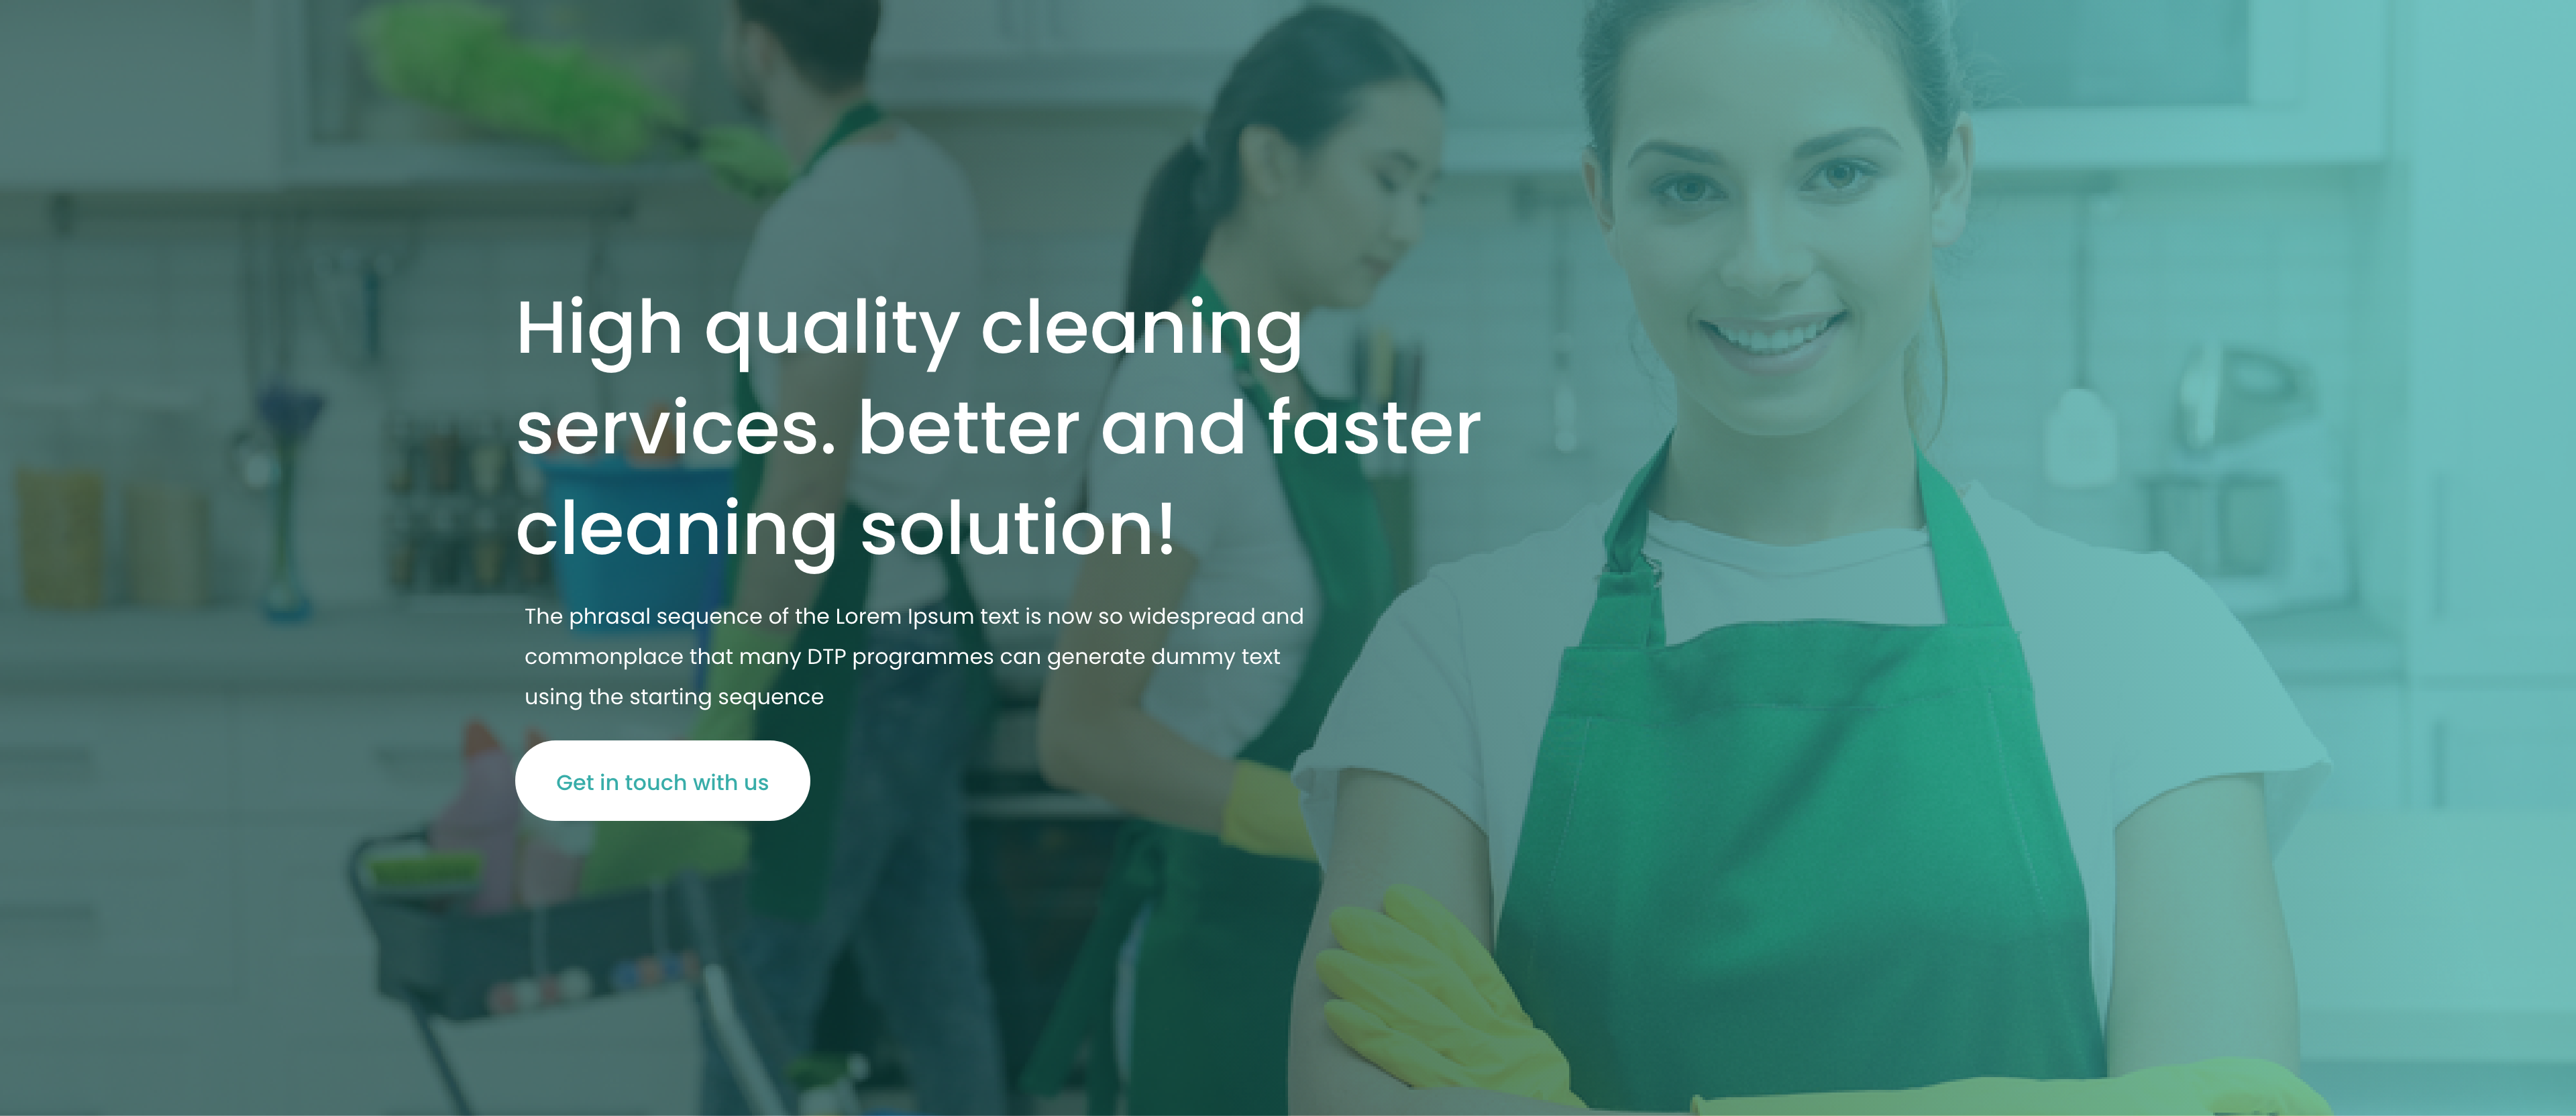 High quality cleaning
services. better and faster
cleaning solution!
The phrasal sequence of the Lorem Ipsum text is now so widespread and
commonplace that many DTP programmes can generate dummy text
using the starting sequence
Get in touch with us